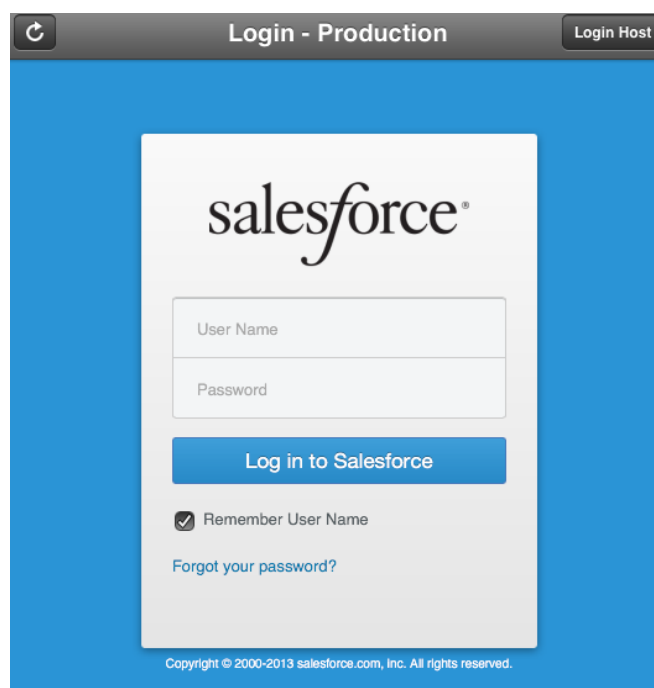 Login - Production
Login Host
salesforce®
User Name
Password
Log in to Salesforce
Remember User Name
Forgot your password?
Copyright © 2000-2013 salesforce.com, inc. All rights reserved.